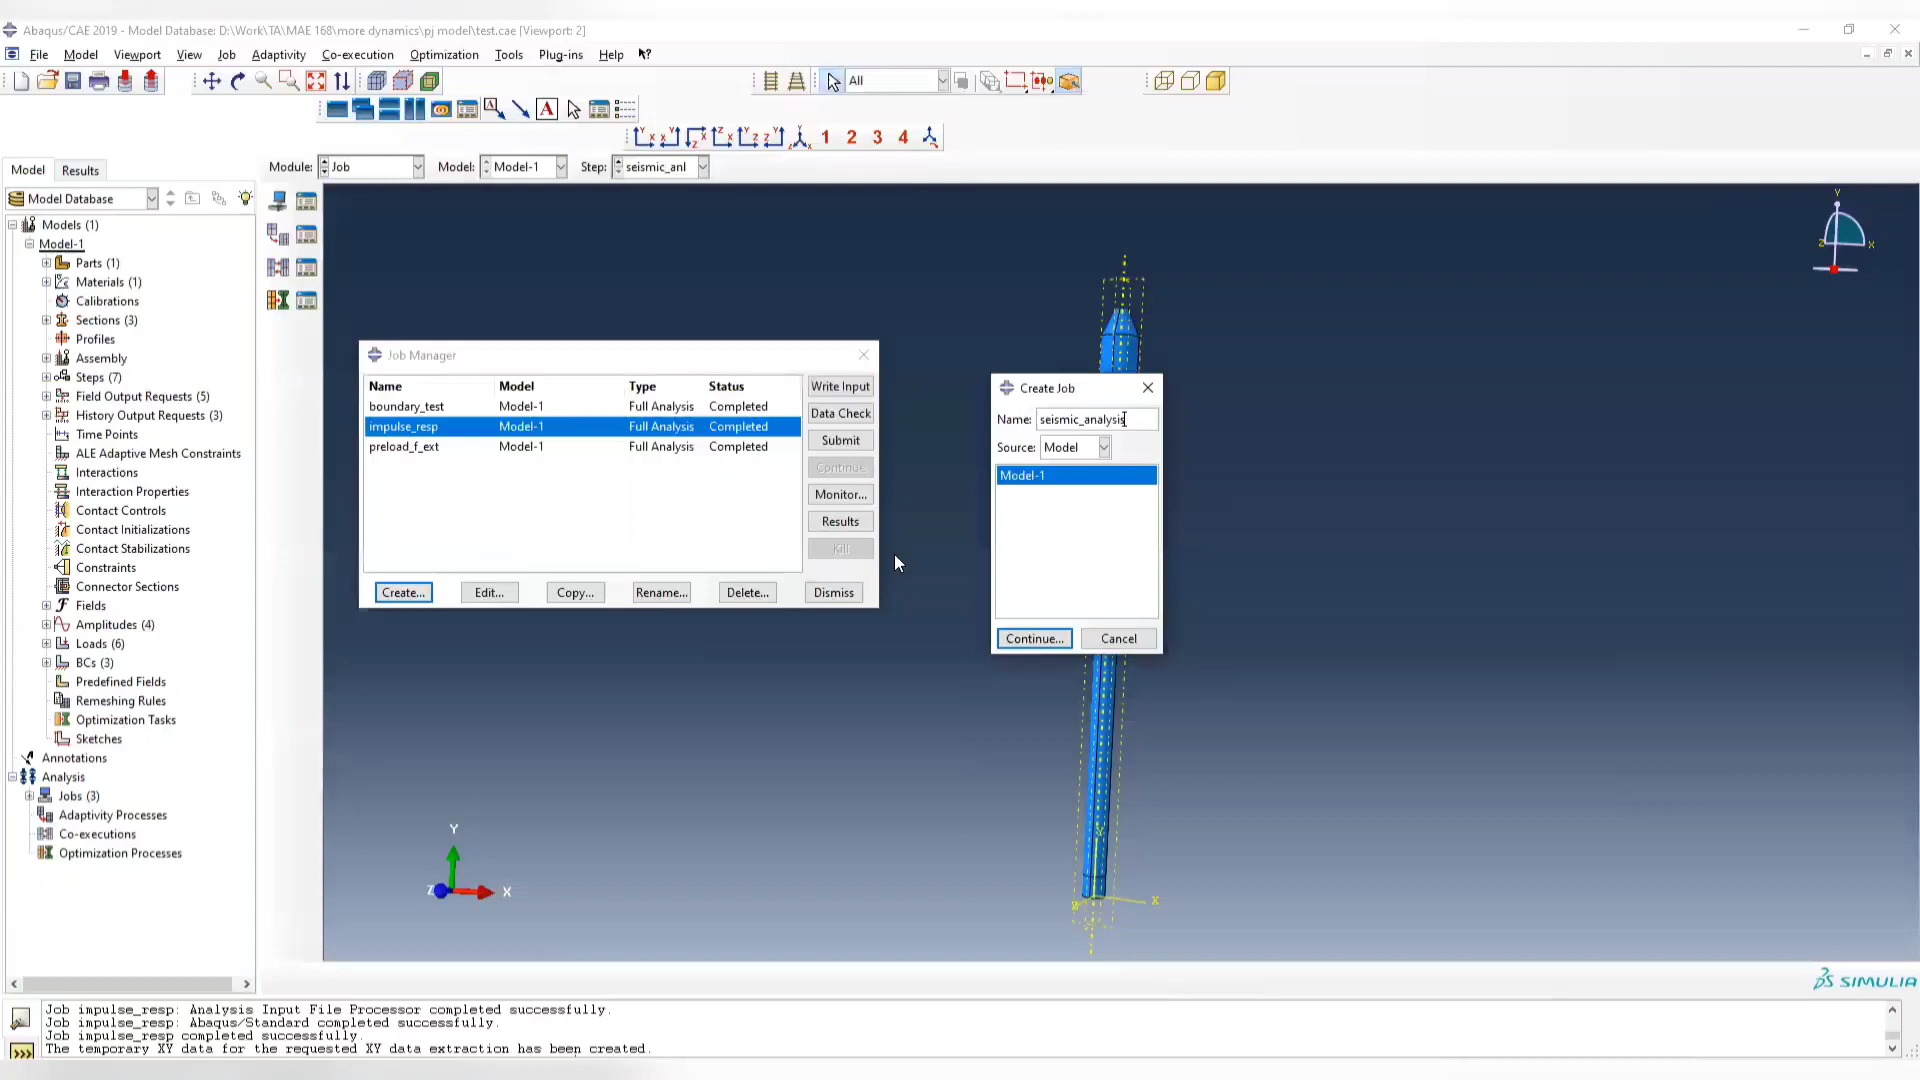 Abaqus/CAE 2019 - Model Database: D:\Work\TA\MAE 168\more dynamics\pj model\test.cae [Viewport: 2]
File Model Viewport View Job Adaptivity Co-execution Optimization Tools Plug-ins Help
All
A
1 2 3 4
Model Results
Module: Job Model: Model-1 Step: seismic_anl
Model Database
Models (1)
Model-1
Parts (1)
Materials (1)
Calibrations
Sections (3)
Profiles
Assembly
Steps (7)
Field Output Requests (5)
History Output Requests (3)
Time Points
ALE Adaptive Mesh Constraints
Interactions
Interaction Properties
Contact Controls
Contact Initializations
Contact Stabilizations
Constraints
Connector Sections
Fields
Amplitudes (4)
Loads (6)
BCs (3)
Predefined Fields
Remeshing Rules
Optimization Tasks
Sketches
Annotations
Analysis
Jobs (3)
Adaptivity Processes
Co-executions
Optimization Processes
Job Manager
Name Model Type Status
boundary_test Model-1 Full Analysis Completed
impulse_resp Model-1 Full Analysis Completed
preload_f_ext Model-1 Full Analysis Completed
Write Input
Data Check
Submit
Continue
Monitor...
Results
Kill
Create... Edit... Copy... Rename... Delete... Dismiss
Create Job
Name: seismic_analysis
Source: Model
Model-1
Continue... Cancel
Y
Z X
Y
Z X
Y
Z X
SIMULIA
Job impulse_resp: Analysis Input File Processor completed successfully.
Job impulse_resp: Abaqus/Standard completed successfully.
Job impulse_resp completed successfully.
The temporary XY data for the requested XY data extraction has been created.